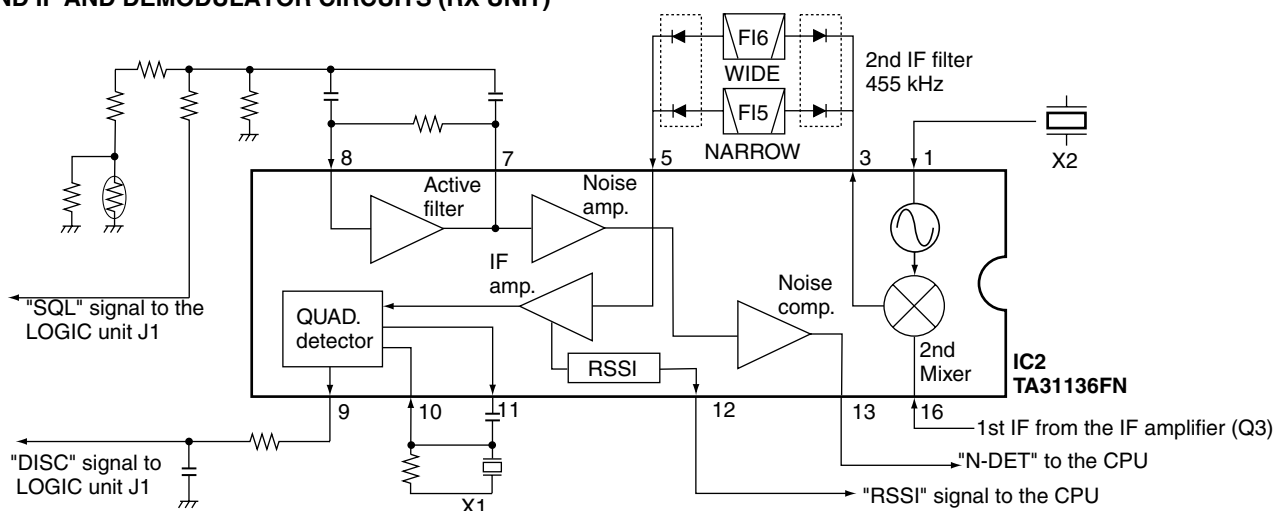 ND IF AND DEMODULATOR CIRCUITS (RX UNIT)
FI6
WIDE
2nd IF filter
455 kHz
FI5
NARROW
X2
8
7
5
3
1
Active
filter
Noise
amp.
IF
amp.
Noise
comp.
"SQL" signal to the
LOGIC unit J1
QUAD.
detector
RSSI
2nd
Mixer
IC2
TA31136FN
9
10
11
12
13
16
1st IF from the IF amplifier (Q3)
"DISC" signal to
LOGIC unit J1
"N-DET" to the CPU
X1
"RSSI" signal to the CPU